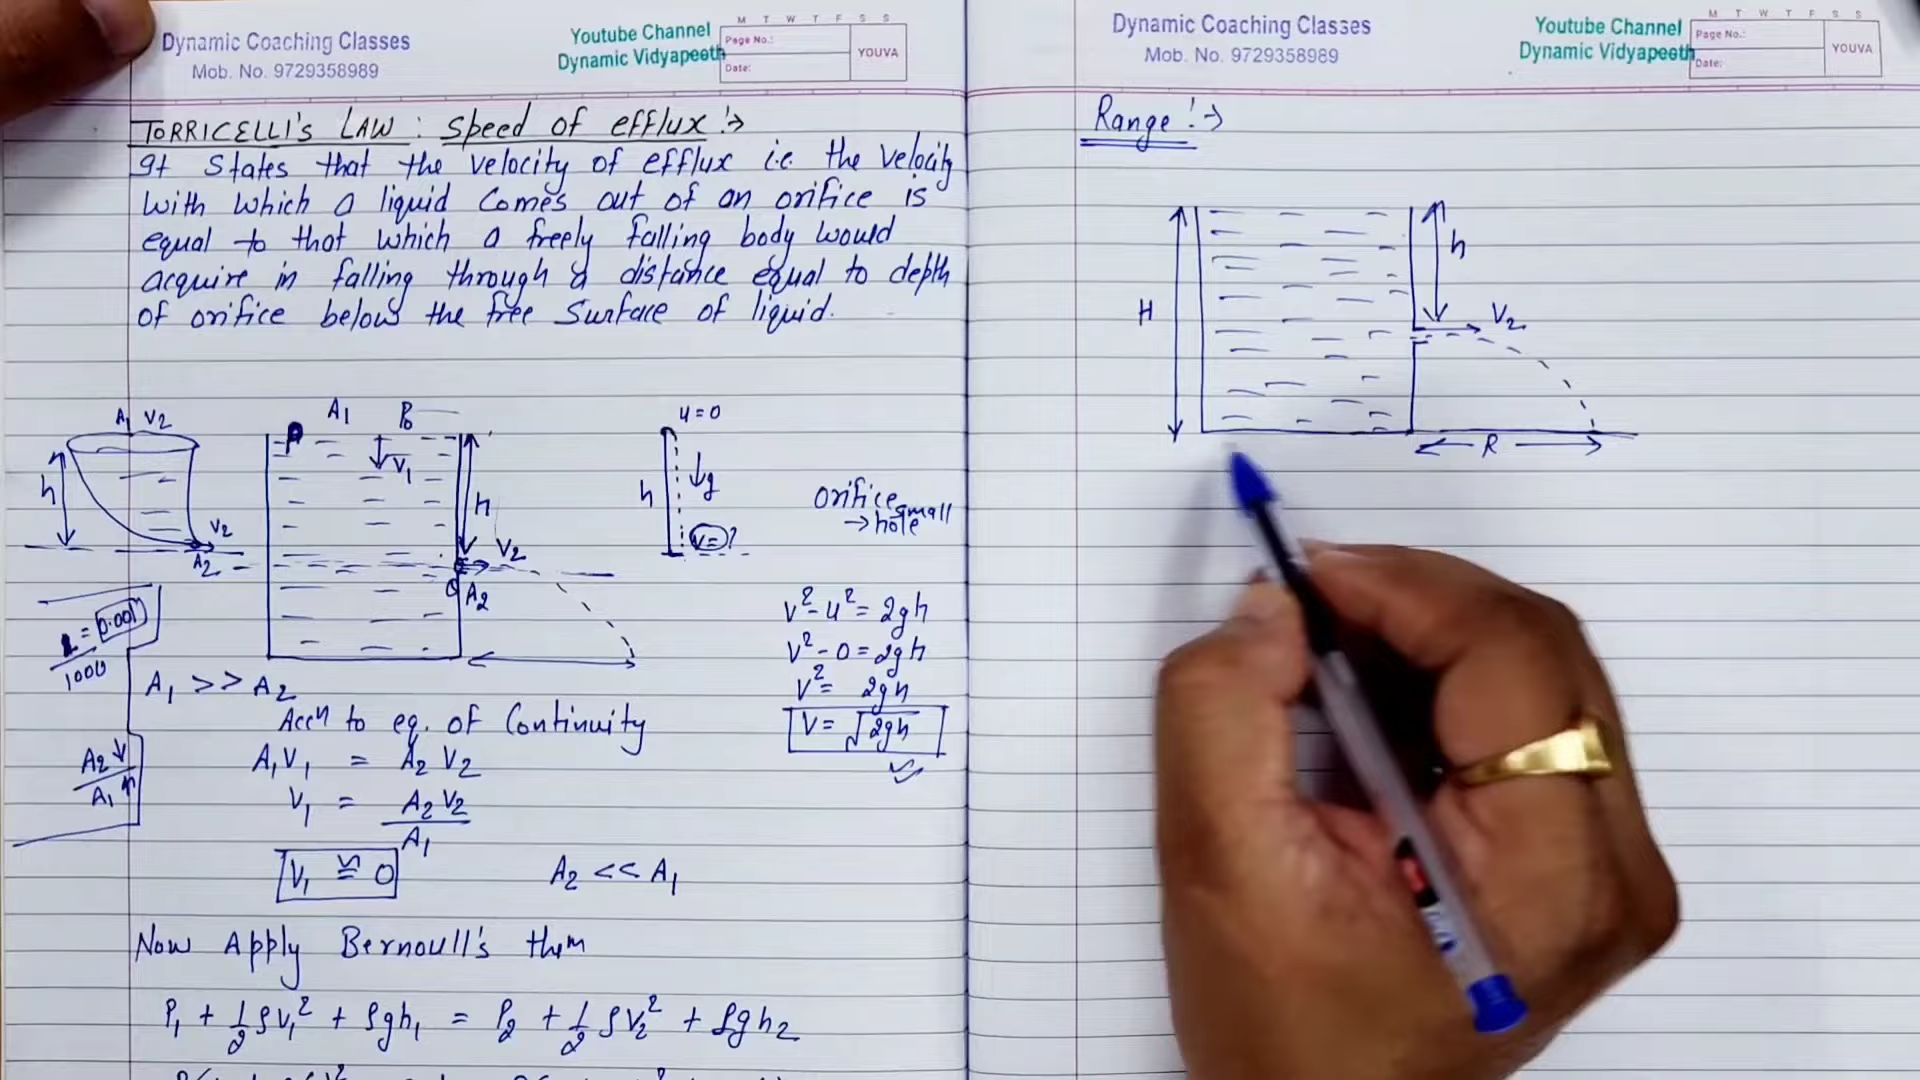 Dynamic Coaching Classes
Mob. No. 9729358989
Youtube Channel
Dynamic Vidyapeeth
M T W T F S S
Page No.:
Date:
YOUVA
TORRICELLI'S LAW : Speed of efflux :→
It States that the velocity of efflux i.e. the velocity
with which a liquid comes out of an orifice is
equal to that which a freely falling body would
acquire in falling through a distance equal to depth
of orifice below the free surface of liquid.
A1 V2
h
V2
A2
A1
P
V1
h
V2
A2
u=0
h
↓g
V=?
Orifice
→ small hole
V²-u² = 2gh
V²-0 = 2gh
V² = 2gh
V = √2gh
= 0.001
1000
A1 >> A2
Accn to eq. of Continuity
A1V1 = A2 V2
V1 = A2 V2 / A1
A2↓ / A1↑
V1 ≅ 0
A2 << A1
Now Apply Bernoull's thm
P1 + 1/2 ρV1² + ρgh1 = P2 + 1/2 ρV2² + ρgh2
Dynamic Coaching Classes
Mob. No. 9729358989
Youtube Channel
Dynamic Vidyapeeth
M T W T F S S
Page No.:
Date:
YOUVA
Range :→
H
h
V2
R